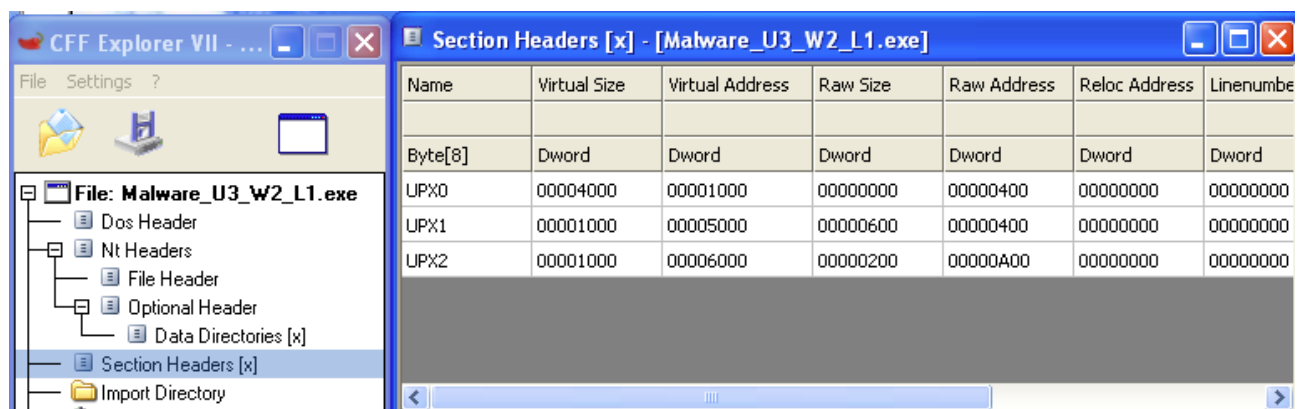 CFF Explorer VII - ...
File Settings ?
File: Malware_U3_W2_L1.exe
Dos Header
Nt Headers
File Header
Optional Header
Data Directories [x]
Section Headers [x]
Import Directory
Section Headers [x] - [Malware_U3_W2_L1.exe]
Name Virtual Size Virtual Address Raw Size Raw Address Reloc Address Linenumbe
Byte[8] Dword Dword Dword Dword Dword Dword
UPX0 00004000 00001000 00000000 00000400 00000000 00000000
UPX1 00001000 00005000 00000600 00000400 00000000 00000000
UPX2 00001000 00006000 00000200 00000A00 00000000 00000000